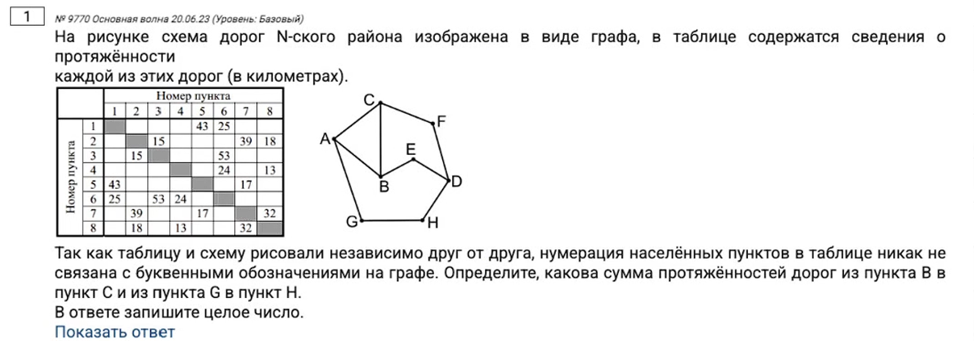 1 № 9770 Основная волна 20.06.23 (Уровень: Базовый)
На рисунке схема дорог N-ского района изображена в виде графа, в таблице содержатся сведения о
протяжённости
каждой из этих дорог (в километрах).
Номер пункта
1 2 3 4 5 6 7 8
Номер пункта
1 43 25
2 15 39 18
3 15 53
4 24 13
5 43 17
6 25 53 24
7 39 17 32
8 18 13 32
C
F
A
E
B
D
G
H
Так как таблицу и схему рисовали независимо друг от друга, нумерация населённых пунктов в таблице никак не
связана с буквенными обозначениями на графе. Определите, какова сумма протяжённостей дорог из пункта B в
пункт C и из пункта G в пункт H.
В ответе запишите целое число.
Показать ответ